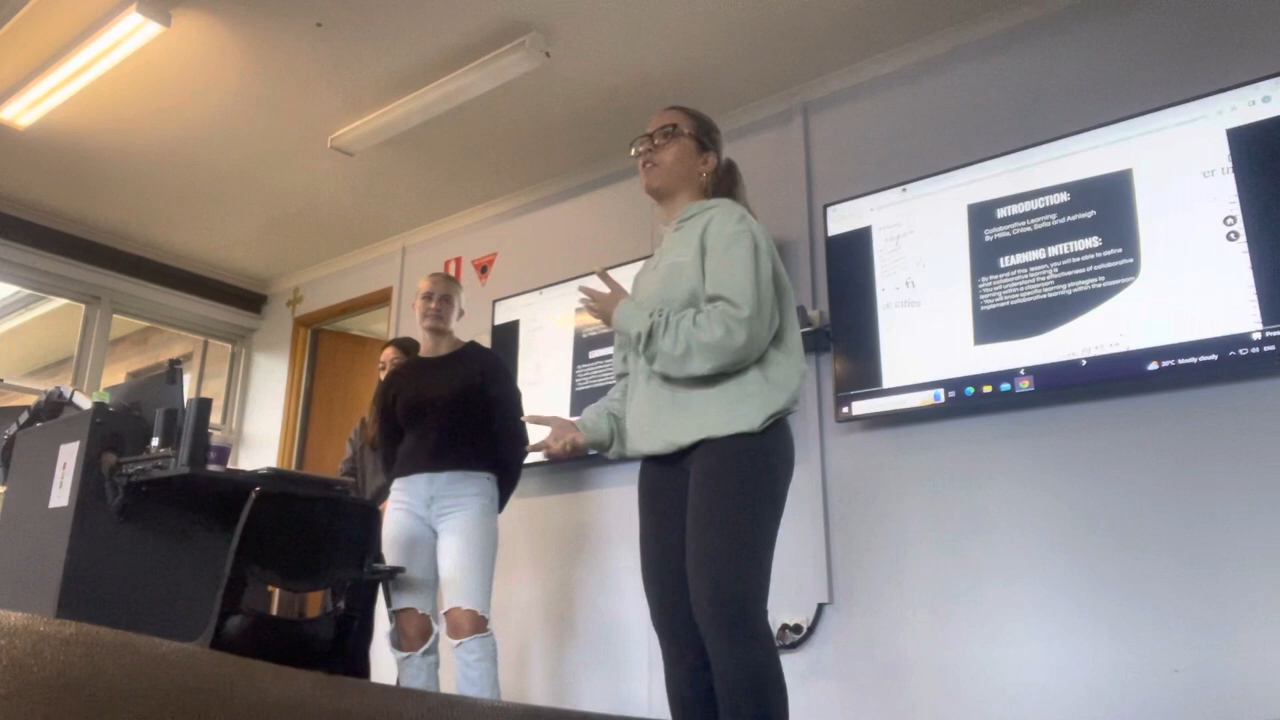 INTRODUCTION:
Collaborative Learning:
By Millie, Chloe, Sofia and Ashleigh
LEARNING INTETIONS:
- By the end of this lesson, you will be able to define
what collaborative learning is
- You will understand the effectiveness of collaborative
learning within a classroom
- You will know specific learning strategies to
implement collaborative learning within the classroom
20°C Mostly cloudy
ENG